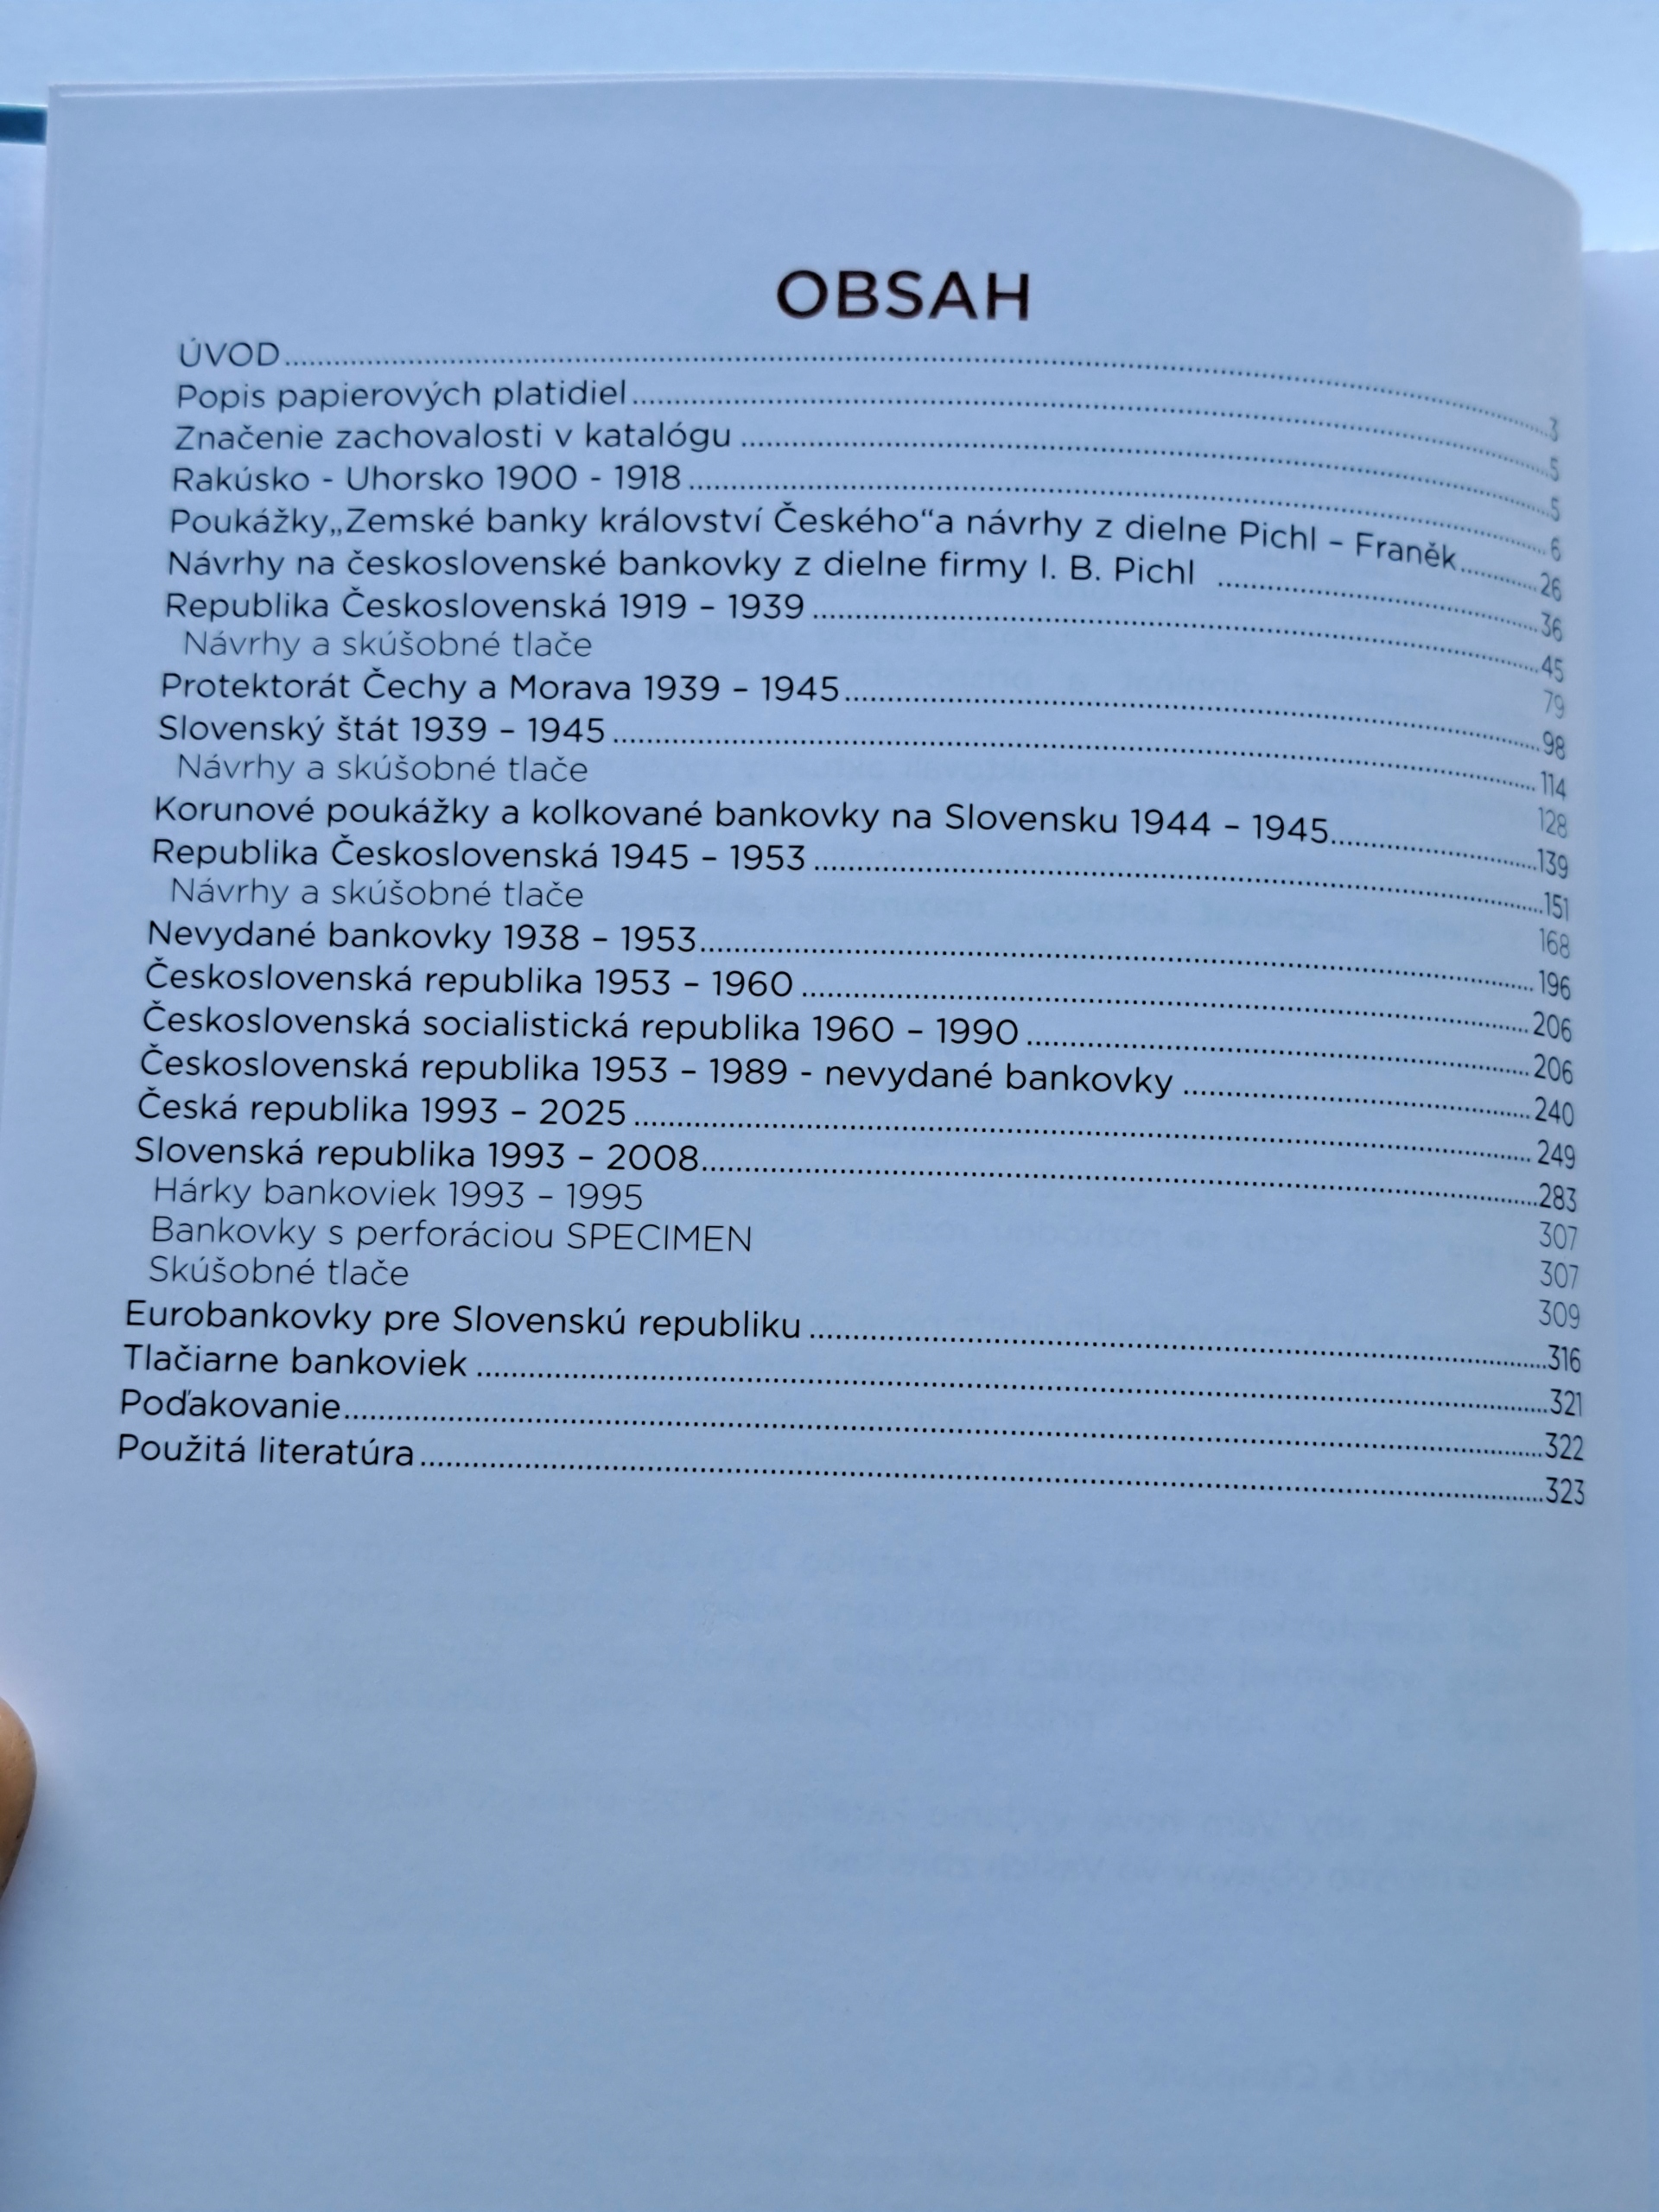 OBSAH
ÚVOD 3
Popis papierových platidiel 5
Značenie zachovalosti v katalógu 5
Rakúsko - Uhorsko 1900 - 1918 6
Poukážky„Zemské banky království Českého“a návrhy z dielne Pichl – Franěk 26
Návrhy na československé bankovky z dielne firmy I. B. Pichl 36
Republika Československá 1919 – 1939 45
Návrhy a skúšobné tlače 79
Protektorát Čechy a Morava 1939 – 1945 98
Slovenský štát 1939 – 1945 114
Návrhy a skúšobné tlače 128
Korunové poukážky a kolkované bankovky na Slovensku 1944 – 1945 139
Republika Československá 1945 – 1953 151
Návrhy a skúšobné tlače 168
Nevydané bankovky 1938 – 1953 196
Československá republika 1953 – 1960 206
Československá socialistická republika 1960 – 1990 206
Československá republika 1953 – 1989 - nevydané bankovky 240
Česká republika 1993 – 2025 249
Slovenská republika 1993 – 2008 283
Hárky bankoviek 1993 – 1995 307
Bankovky s perforáciou SPECIMEN 307
Skúšobné tlače 309
Eurobankovky pre Slovenskú republiku 316
Tlačiarne bankoviek 321
Poďakovanie 322
Použitá literatúra 323